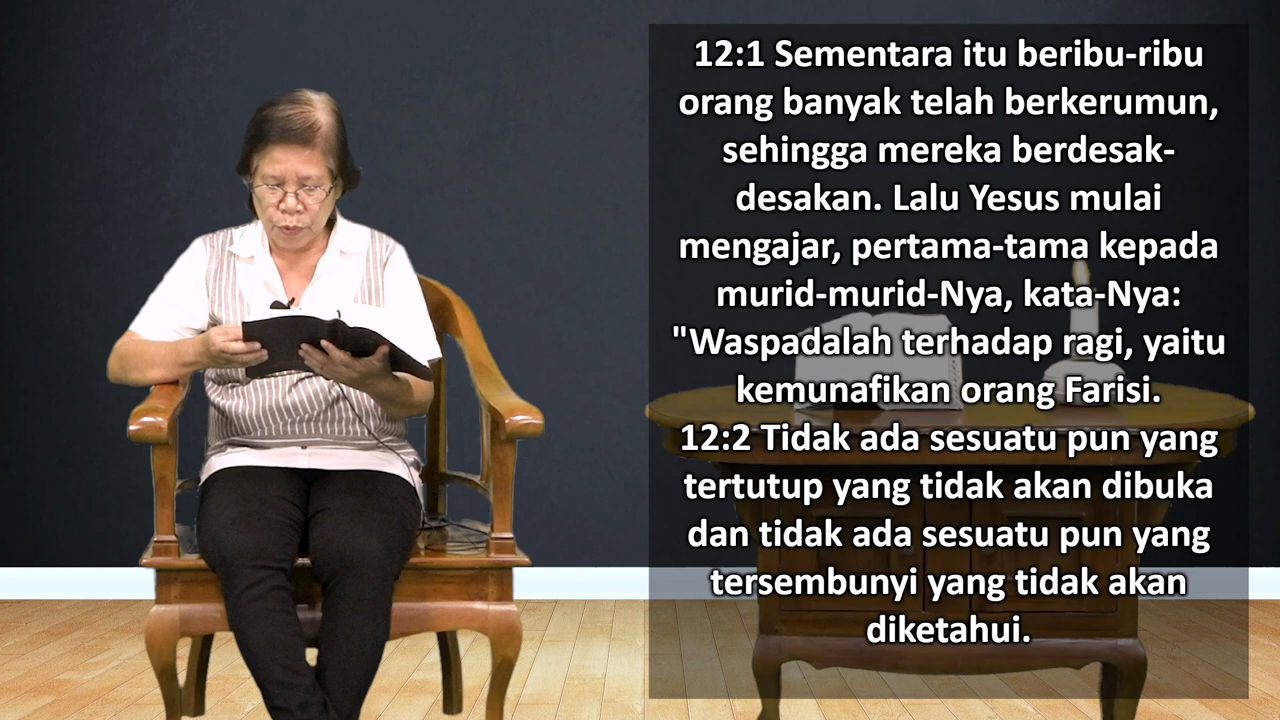 12:1 Sementara itu beribu-ribu
orang banyak telah berkerumun,
sehingga mereka berdesak-
desakan. Lalu Yesus mulai
mengajar, pertama-tama kepada
murid-murid-Nya, kata-Nya:
"Waspadalah terhadap ragi, yaitu
kemunafikan orang Farisi.
12:2 Tidak ada sesuatu pun yang
tertutup yang tidak akan dibuka
dan tidak ada sesuatu pun yang
tersembunyi yang tidak akan
diketahui.